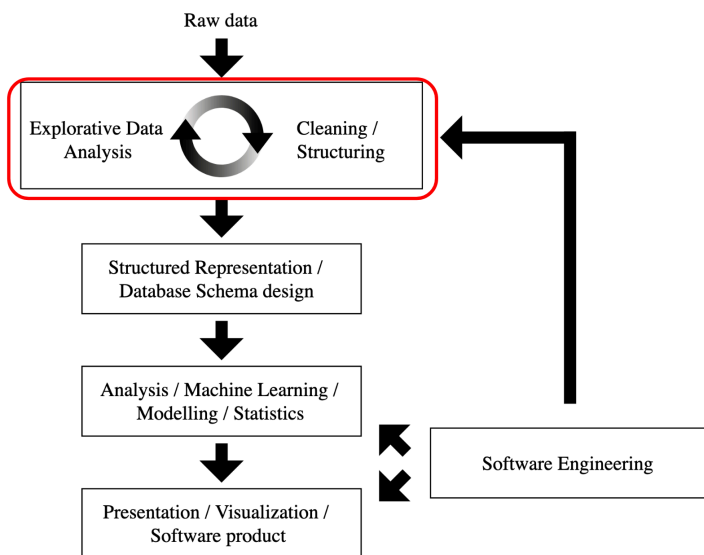 Raw data
Explorative Data
Analysis
Cleaning /
Structuring
Structured Representation /
Database Schema design
Analysis / Machine Learning /
Modelling / Statistics
Software Engineering
Presentation / Visualization /
Software product